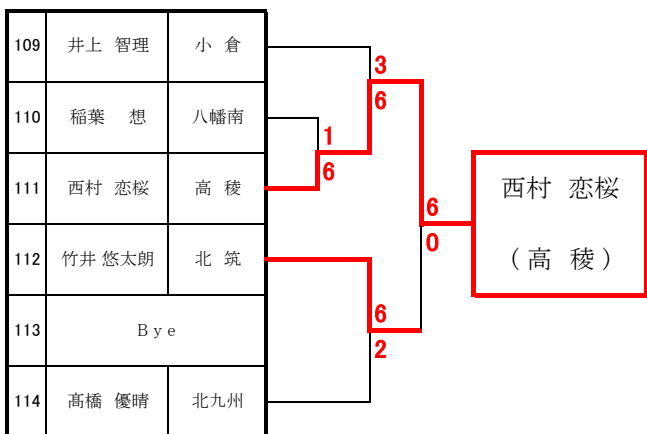 109 井上 智理 小 倉
110 稲葉 想 八幡南
111 西村 恋桜 高 稜
112 竹井 悠太朗 北 筑
113 Bye
114 髙橋 優晴 北九州
3
6
1
6
6
0
6
2
西村 恋桜
(高 稜)